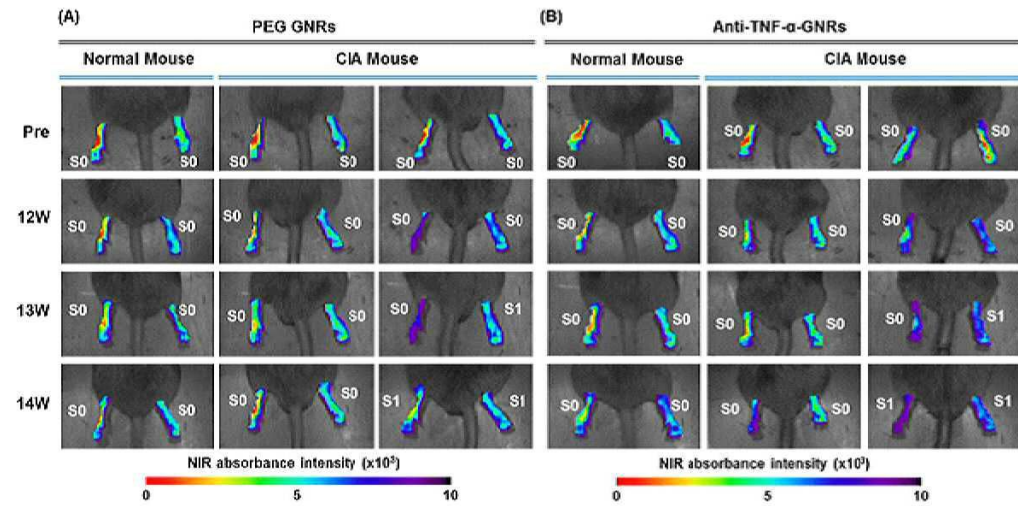 (A) (B)
PEG GNRs Anti-TNF-α-GNRs
Normal Mouse CIA Mouse Normal Mouse CIA Mouse
Pre
S0 S0 S0 S0 S0 S0 S0 S0 S0 S0 S0 S0
12W
S0 S0 S0 S0 S0 S0 S0 S0 S0 S0 S0 S0
13W
S0 S0 S0 S0 S0 S1 S0 S0 S0 S0 S0 S1
14W
S0 S0 S0 S0 S1 S1 S0 S0 S0 S0 S1 S1
NIR absorbance intensity (x10³) NIR absorbance intensity (x10³)
0 5 10 0 5 10